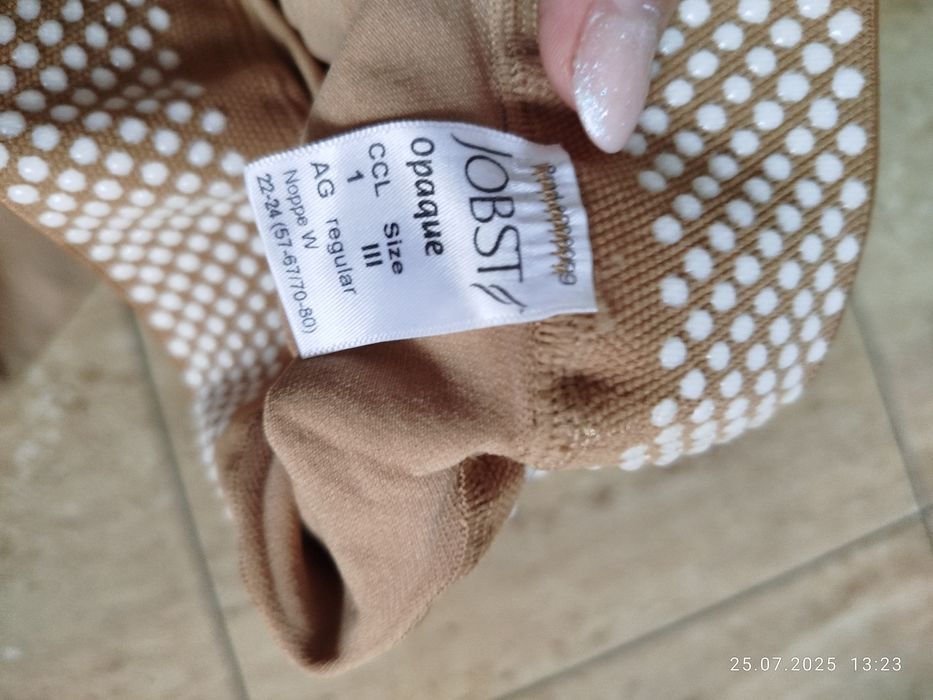 JOBST
Opaque
CCL Size
1 III
AG regular
Noppe W
22-24 (57-67/70-80)
25.07.2025 13:23